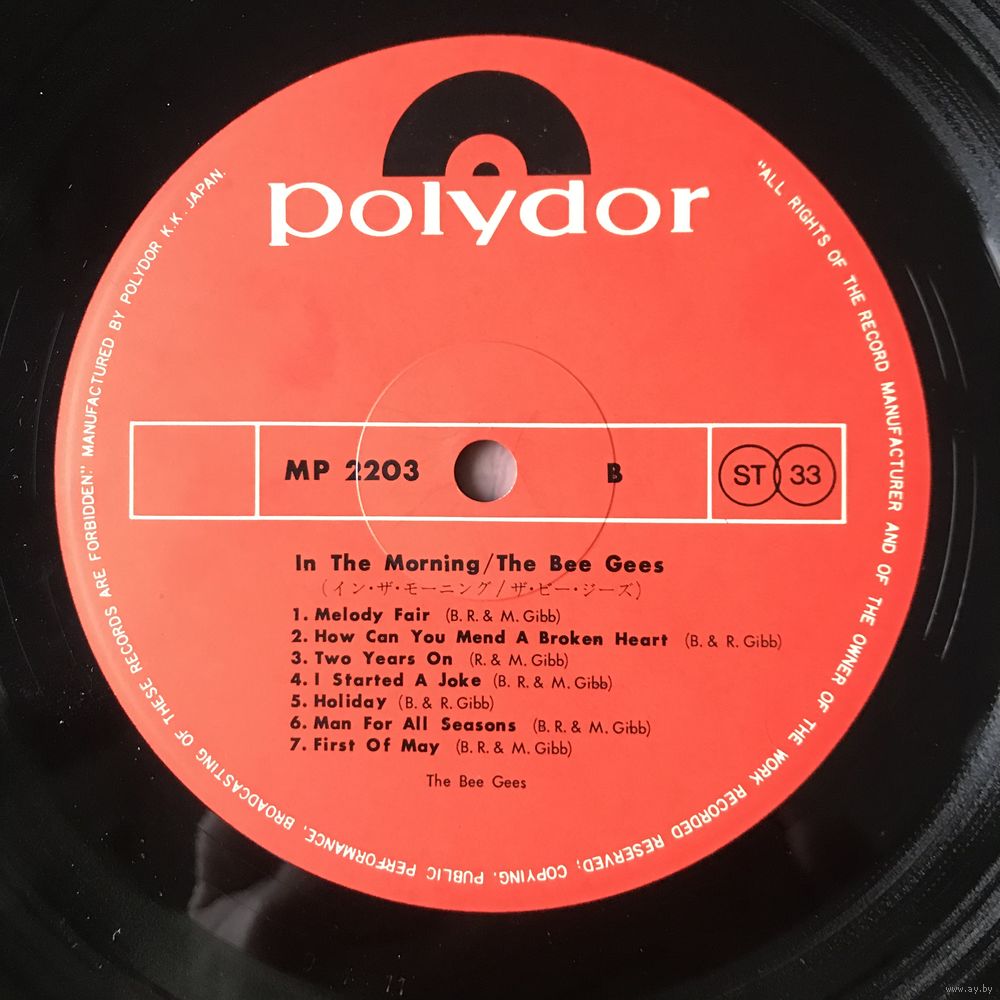 polydor
"ALL RIGHTS OF THE RECORD MANUFACTURER AND OF THE OWNER OF THE WORK RECORDED RESERVED; COPYING, PUBLIC PERFORMANCE, BROADCASTING OF THESE RECORDS ARE FORBIDDEN." MANUFACTURED BY POLYDOR K.K. JAPAN.
MP 2203 B ST 33
In The Morning/The Bee Gees
(イン・ザ・モーニング/ザ・ビー・ジーズ)
1. Melody Fair (B. R. & M. Gibb)
2. How Can You Mend A Broken Heart (B. & R. Gibb)
3. Two Years On (R. & M. Gibb)
4. I Started A Joke (B. R. & M. Gibb)
5. Holiday (B. & R. Gibb)
6. Man For All Seasons (B. R. & M. Gibb)
7. First Of May (B. R. & M. Gibb)
The Bee Gees
www.ay.by